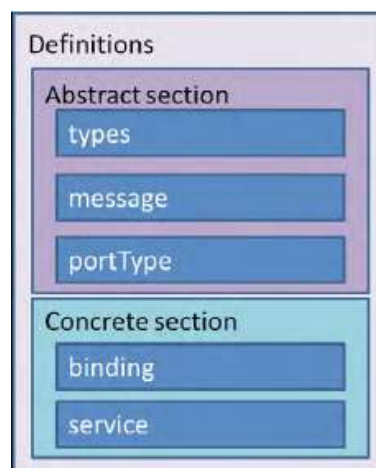 Definitions
Abstract section
types
message
portType
Concrete section
binding
service